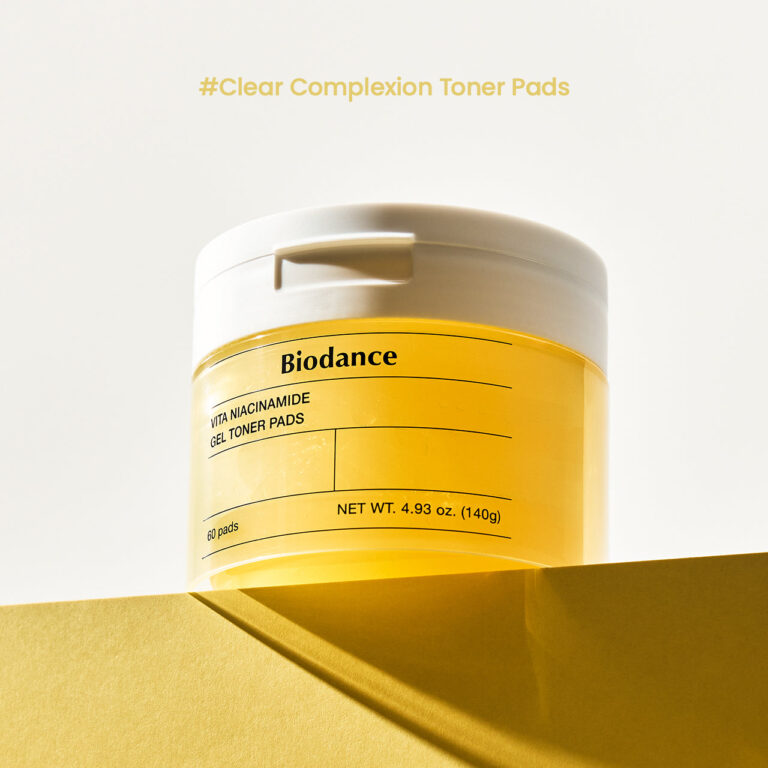 #Clear Complexion Toner Pads
Biodance
VITA NIACINAMIDE
GEL TONER PADS
60 pads
NET WT. 4.93 oz. (140g)